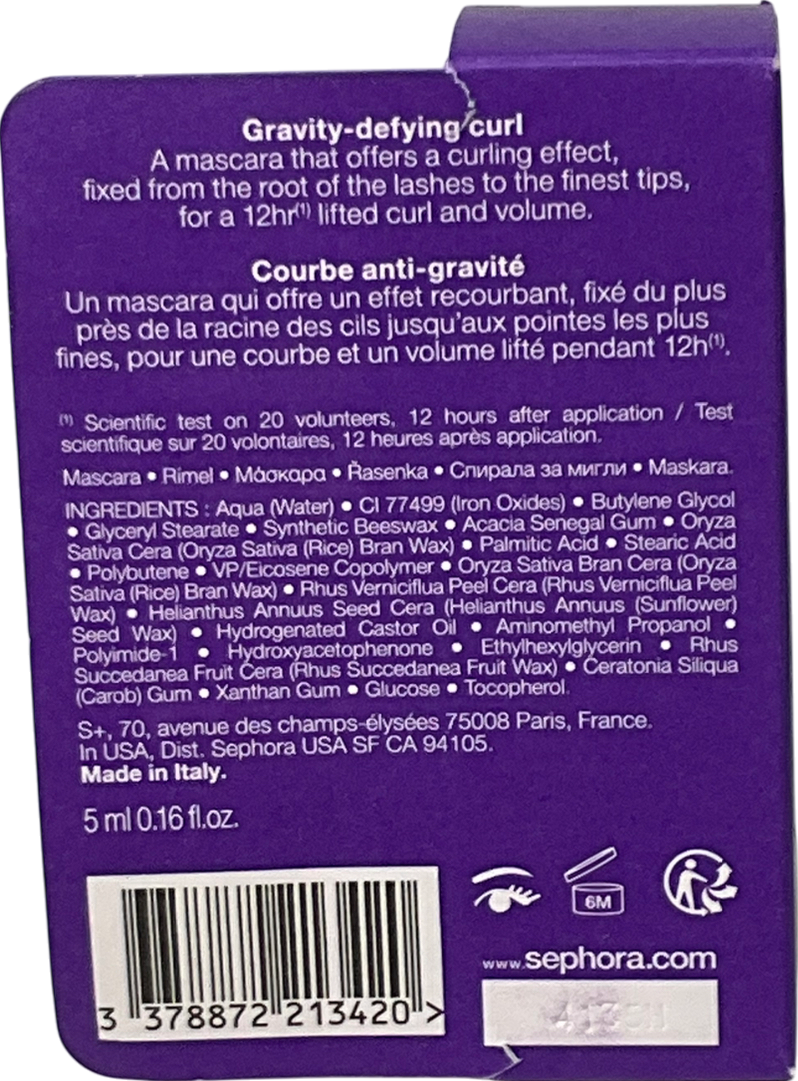 Gravity-defying curl
A mascara that offers a curling effect,
fixed from the root of the lashes to the finest tips,
for a 12hr(1) lifted curl and volume.
Courbe anti-gravité
Un mascara qui offre un effet recourbant, fixé du plus
près de la racine des cils jusqu'aux pointes les plus
fines, pour une courbe et un volume lifté pendant 12h(1).
(1) Scientific test on 20 volunteers, 12 hours after application / Test
scientifique sur 20 volontaires, 12 heures après application.
Mascara • Rimel • Μάσκαρα • Řasenka • Спирала за мигли • Maskara.
INGREDIENTS : Aqua (Water) • CI 77499 (Iron Oxides) • Butylene Glycol
• Glyceryl Stearate • Synthetic Beeswax • Acacia Senegal Gum • Oryza
Sativa Cera (Oryza Sativa (Rice) Bran Wax) • Palmitic Acid • Stearic Acid
• Polybutene • VP/Eicosene Copolymer • Oryza Sativa Bran Cera (Oryza
Sativa (Rice) Bran Wax) • Rhus Verniciflua Peel Cera (Rhus Verniciflua Peel
Wax) • Helianthus Annuus Seed Cera (Helianthus Annuus (Sunflower)
Seed Wax) • Hydrogenated Castor Oil • Aminomethyl Propanol •
Polyimide-1 • Hydroxyacetophenone • Ethylhexylglycerin • Rhus
Succedanea Fruit Cera (Rhus Succedanea Fruit Wax) • Ceratonia Siliqua
(Carob) Gum • Xanthan Gum • Glucose • Tocopherol.
S+, 70, avenue des champs-élysées 75008 Paris, France.
In USA, Dist. Sephora USA SF CA 94105.
Made in Italy.
5 ml 0.16 fl.oz.
6M
www.sephora.com
3 378872 213420 >